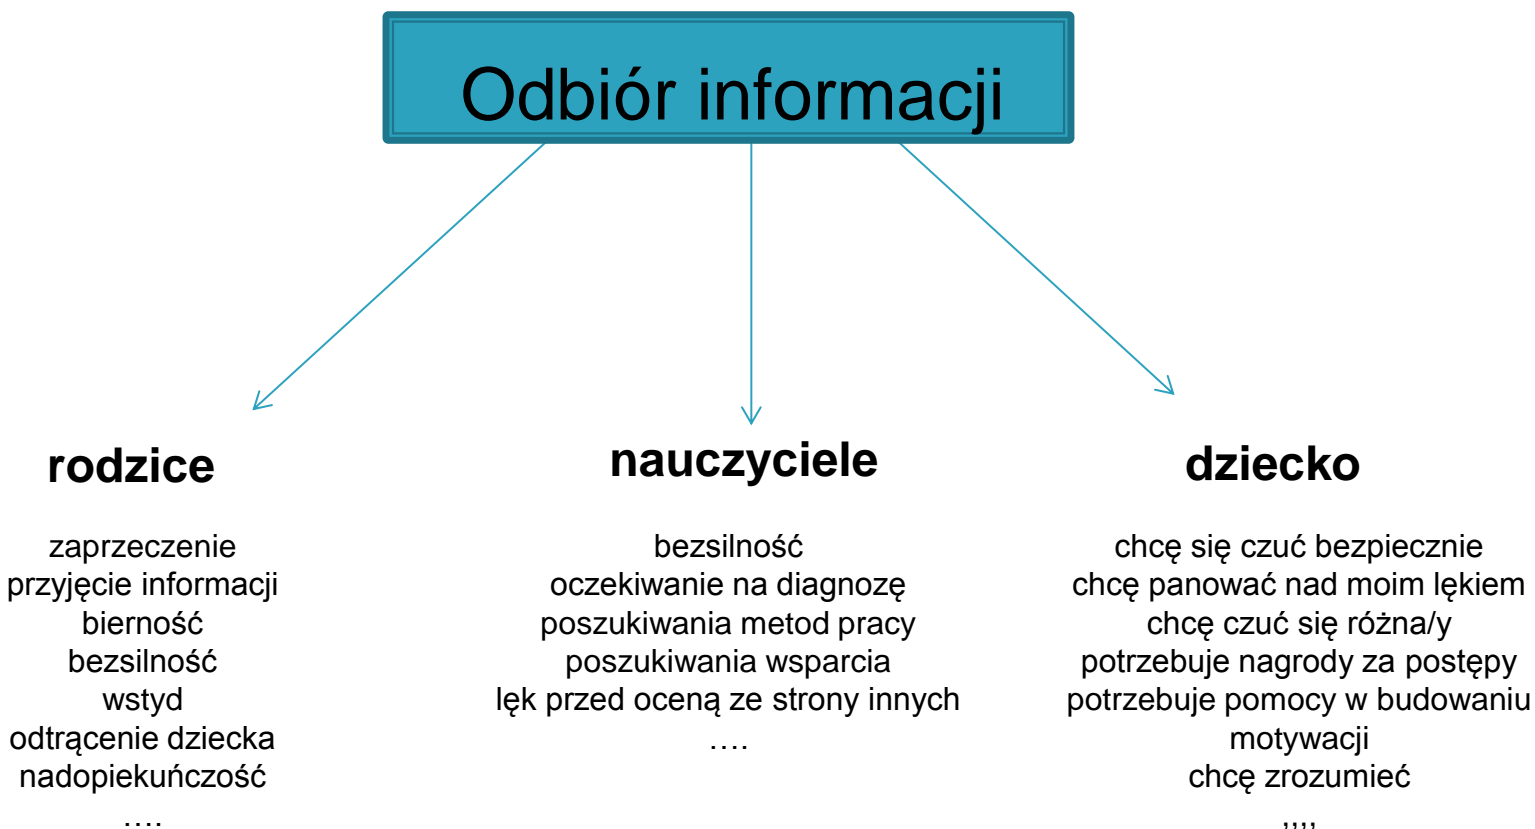 Odbiór informacji
rodzice
zaprzeczenie
przyjęcie informacji
bierność
bezsilność
wstyd
odtrącenie dziecka
nadopiekuńczość
….
nauczyciele
bezsilność
oczekiwanie na diagnozę
poszukiwania metod pracy
poszukiwania wsparcia
lęk przed oceną ze strony innych
….
dziecko
chcę się czuć bezpiecznie
chcę panować nad moim lękiem
chcę czuć się różna/y
potrzebuje nagrody za postępy
potrzebuje pomocy w budowaniu
motywacji
chcę zrozumieć
,,,,